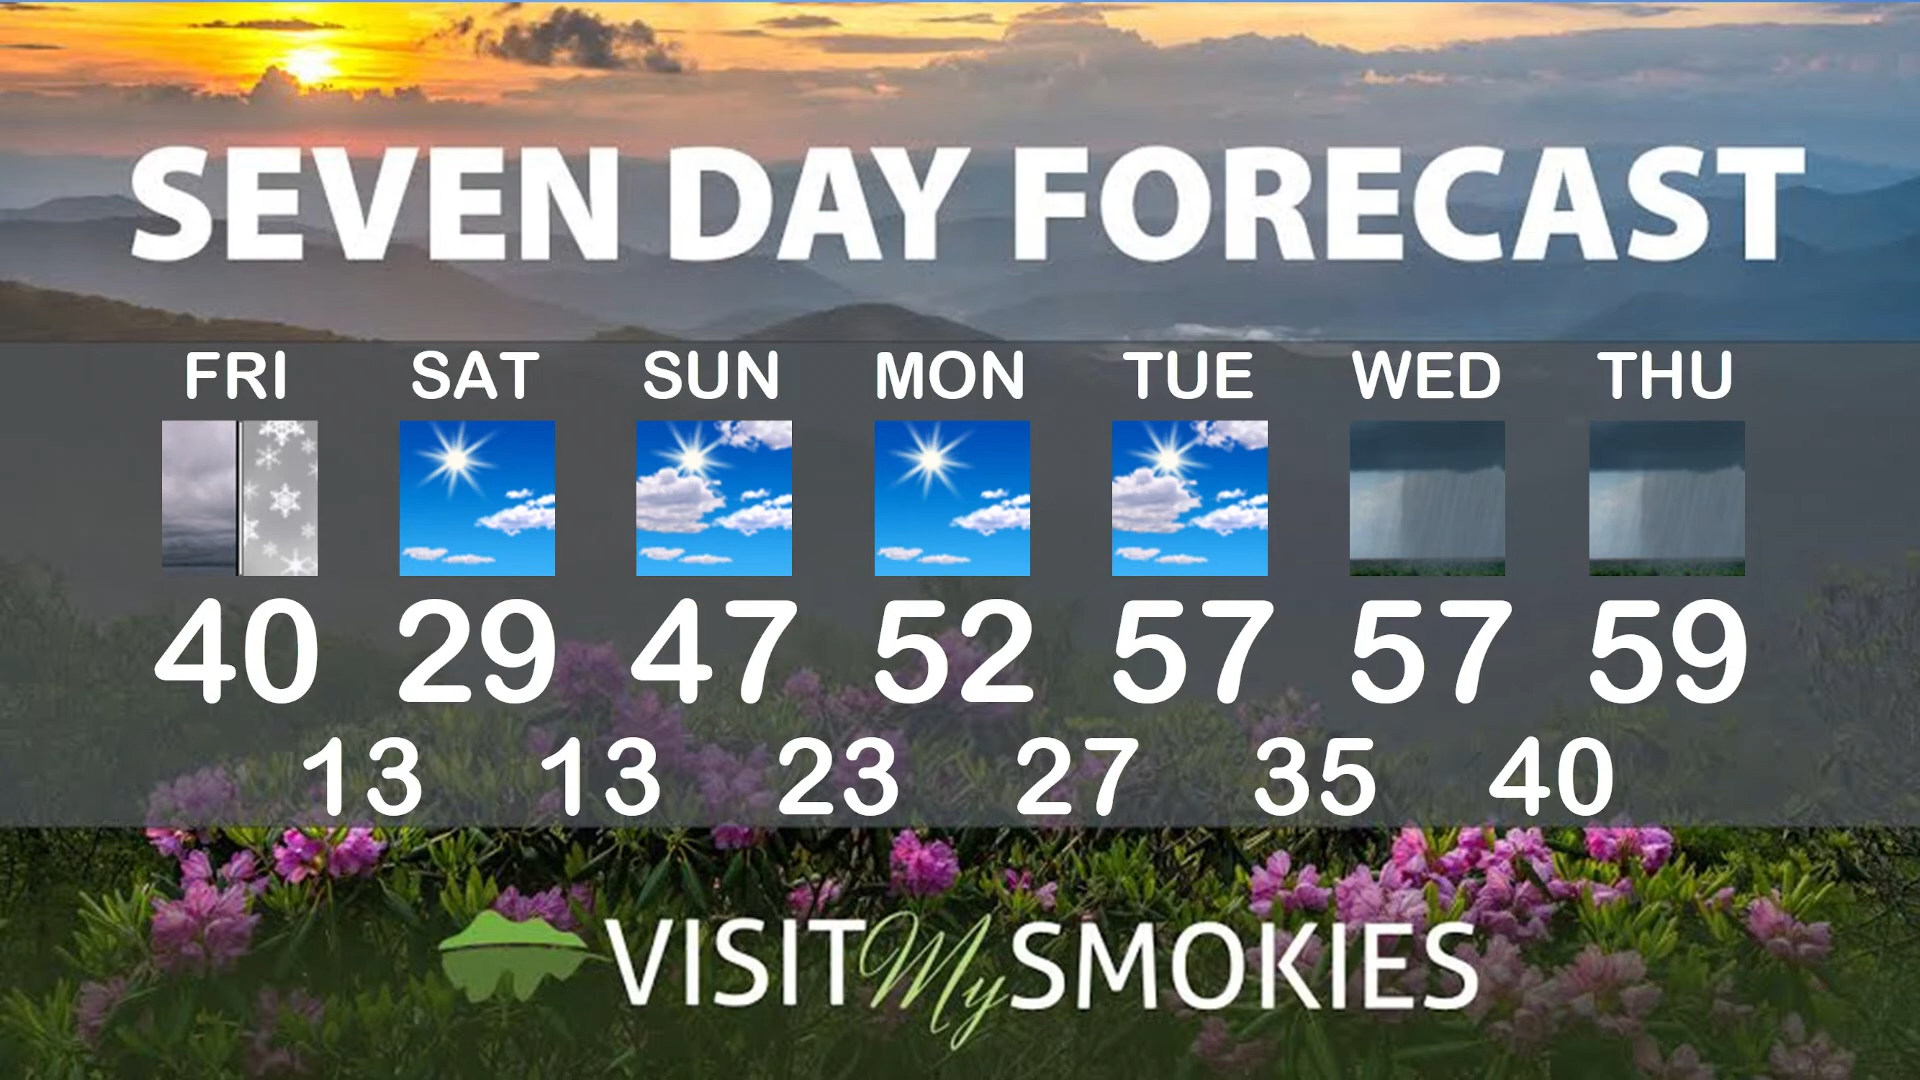 SEVEN DAY FORECAST
FRI SAT SUN MON TUE WED THU
40 29 47 52 57 57 59
13 13 23 27 35 40
VISIT My SMOKIES